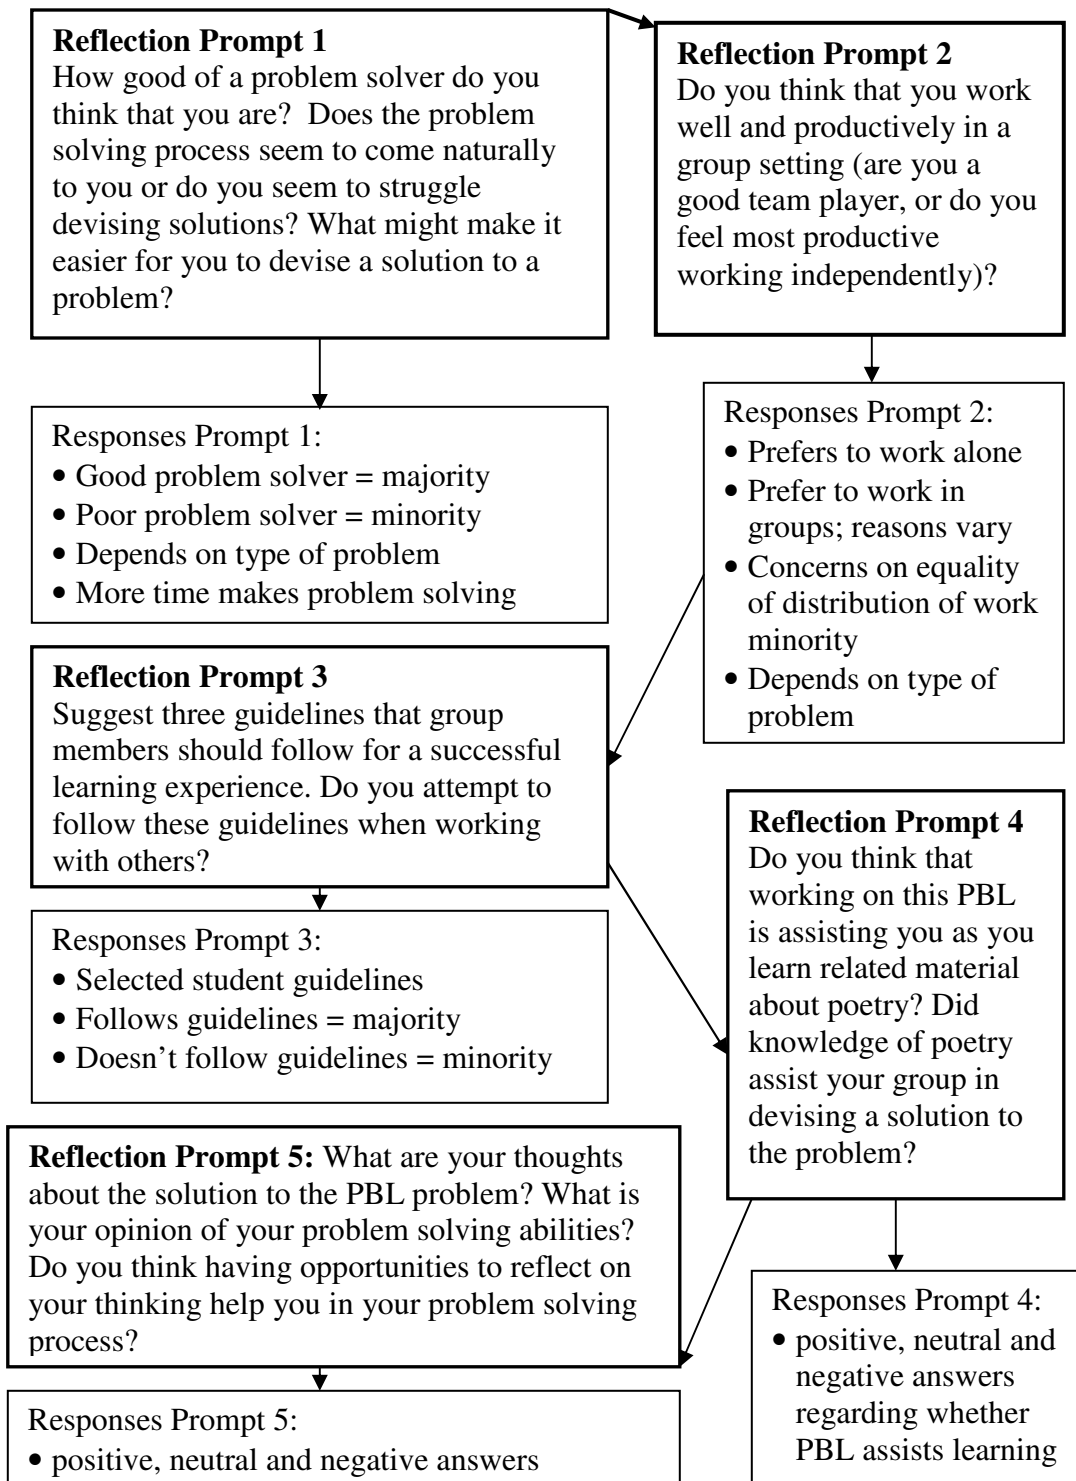 Reflection Prompt 1
How good of a problem solver do you
think that you are?  Does the problem
solving process seem to come naturally
to you or do you seem to struggle
devising solutions? What might make it
easier for you to devise a solution to a
problem?
Reflection Prompt 2
Do you think that you work
well and productively in a
group setting (are you a
good team player, or do you
feel most productive
working independently)?
Responses Prompt 1:
• Good problem solver = majority
• Poor problem solver = minority
• Depends on type of problem
• More time makes problem solving
Responses Prompt 2:
• Prefers to work alone
• Prefer to work in
groups; reasons vary
• Concerns on equality
of distribution of work
minority
• Depends on type of
problem
Reflection Prompt 3
Suggest three guidelines that group
members should follow for a successful
learning experience. Do you attempt to
follow these guidelines when working
with others?
Responses Prompt 3:
• Selected student guidelines
• Follows guidelines = majority
• Doesn't follow guidelines = minority
Reflection Prompt 4
Do you think that
working on this PBL
is assisting you as you
learn related material
about poetry? Did
knowledge of poetry
assist your group in
devising a solution to
the problem?
Reflection Prompt 5: What are your thoughts
about the solution to the PBL problem? What is
your opinion of your problem solving abilities?
Do you think having opportunities to reflect on
your thinking help you in your problem solving
process?
Responses Prompt 4:
• positive, neutral and
negative answers
regarding whether
PBL assists learning
Responses Prompt 5:
• positive, neutral and negative answers